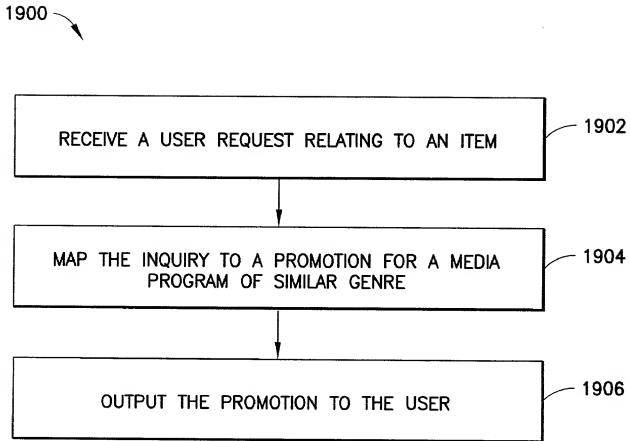 1900
RECEIVE A USER REQUEST RELATING TO AN ITEM
1902
MAP THE INQUIRY TO A PROMOTION FOR A MEDIA
PROGRAM OF SIMILAR GENRE
1904
OUTPUT THE PROMOTION TO THE USER
1906